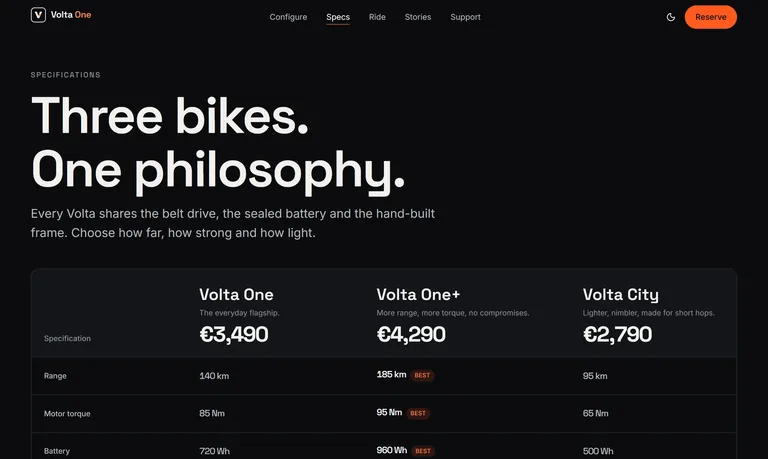 Volta One
Configure
Specs
Ride
Stories
Support
Reserve
SPECIFICATIONS
Three bikes.
One philosophy.
Every Volta shares the belt drive, the sealed battery and the hand-built
frame. Choose how far, how strong and how light.
Specification
Volta One
The everyday flagship.
€3,490
Volta One+
More range, more torque, no compromises.
€4,290
Volta City
Lighter, nimbler, made for short hops.
€2,790
Range
140 km
185 km BEST
95 km
Motor torque
85 Nm
95 Nm BEST
65 Nm
Battery
720 Wh
960 Wh BEST
500 Wh